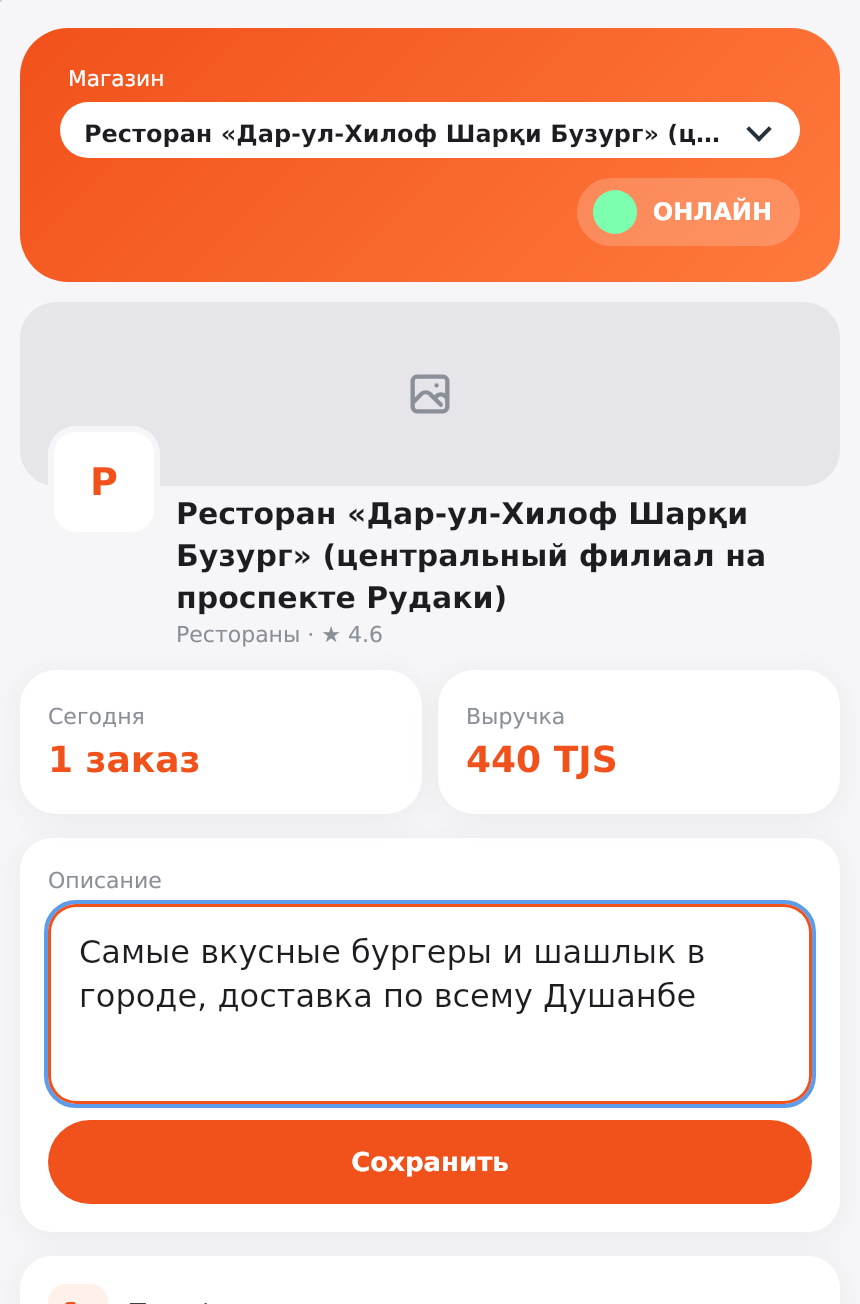 Магазин
Ресторан «Дар-ул-Хилоф Шарқи Бузург» (ц...
ОНЛАЙН
Р
Ресторан «Дар-ул-Хилоф Шарқи
Бузург» (центральный филиал на
проспекте Рудаки)
Рестораны · ★ 4.6
Сегодня
Выручка
1 заказ
440 TJS
Описание
Самые вкусные бургеры и шашлык в
городе, доставка по всему Душанбе
Сохранить